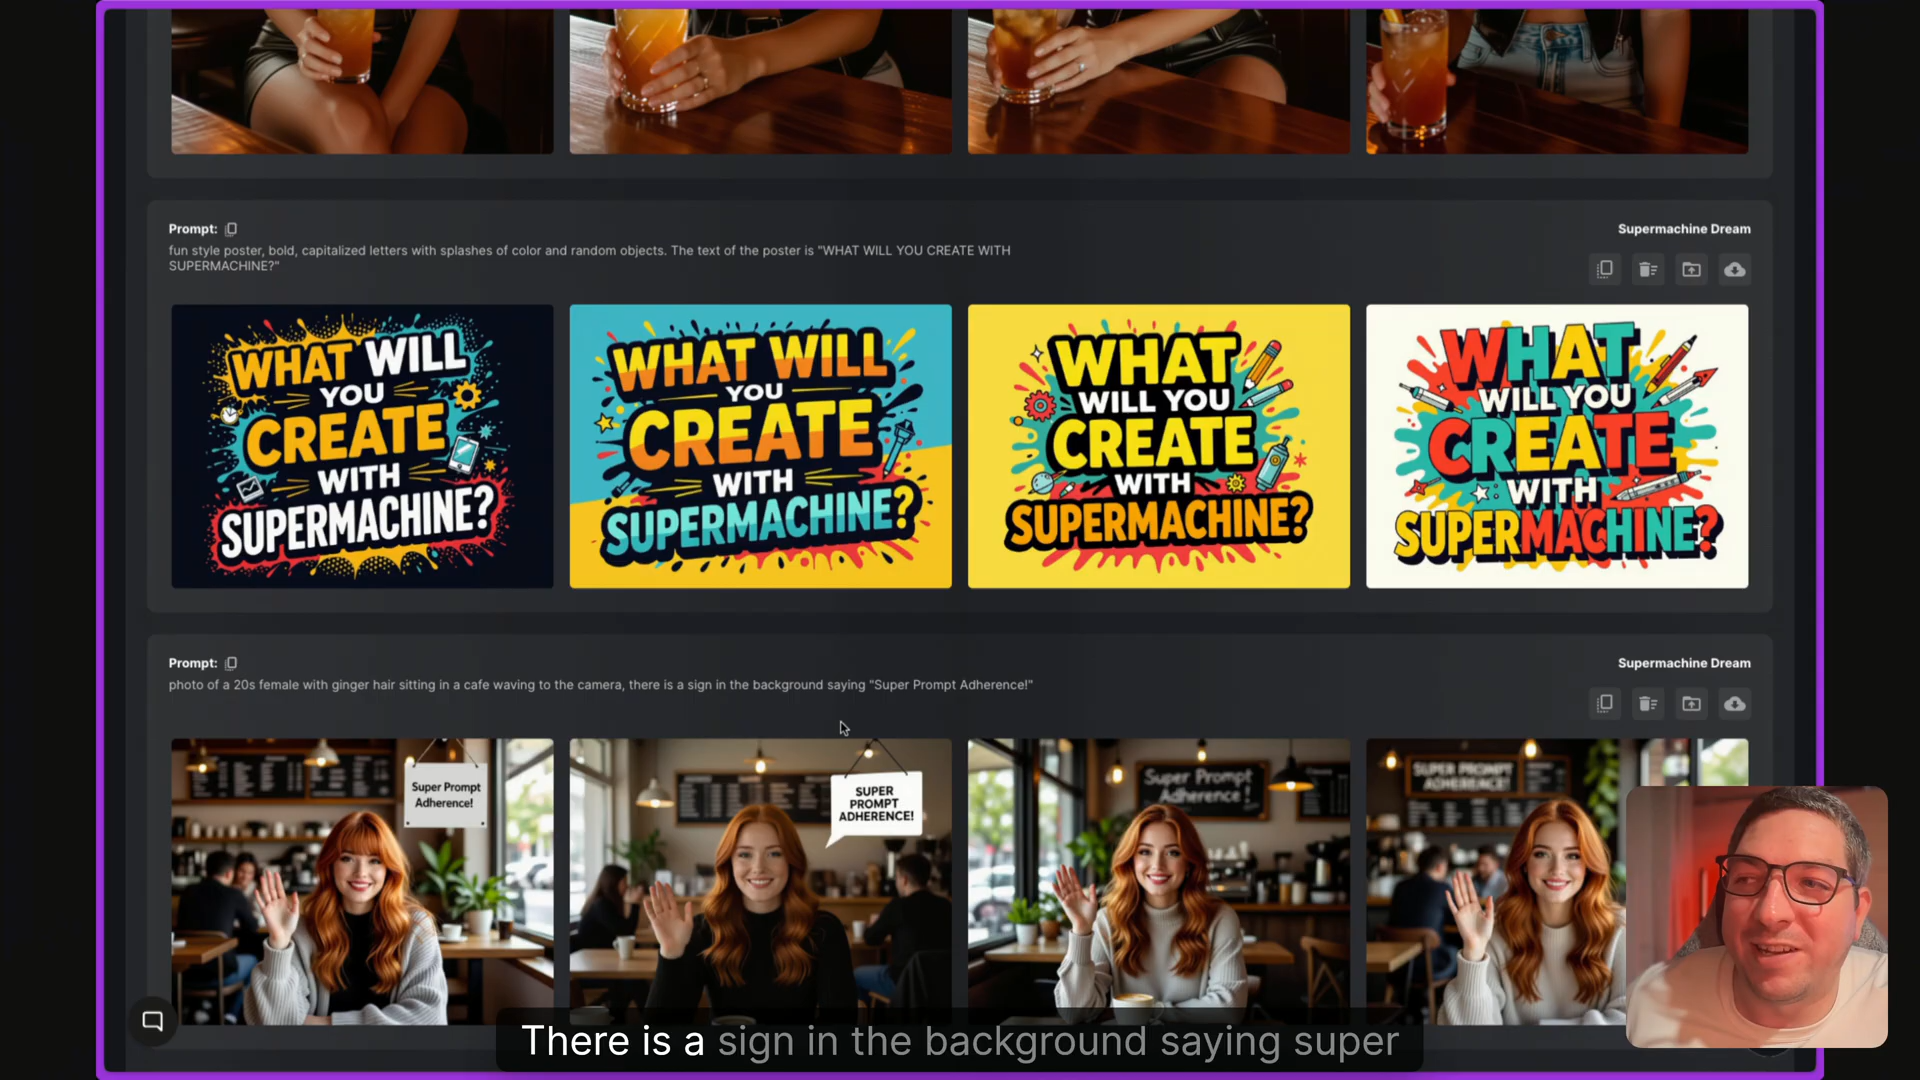 Prompt:
Supermachine Dream
fun style poster, bold, capitalized letters with splashes of color and random objects. The text of the poster is "WHAT WILL YOU CREATE WITH
SUPERMACHINE?"
WHAT WILL
YOU
CREATE
WITH
SUPERMACHINE?
WHAT WILL
YOU
CREATE
WITH
SUPERMACHINE?
WHAT
WILL YOU
CREATE
WITH
SUPERMACHINE?
WHAT
WILL YOU
CREATE
WITH
SUPERMACHINE?
Prompt:
Supermachine Dream
photo of a 20s female with ginger hair sitting in a cafe waving to the camera, there is a sign in the background saying "Super Prompt Adherence!"
Super Prompt
Adherence!
SUPER
PROMPT
ADHERENCE!
Super Prompt
Adherence!
SUPER PROMPT
ADHERENCE!
There is a sign in the background saying super